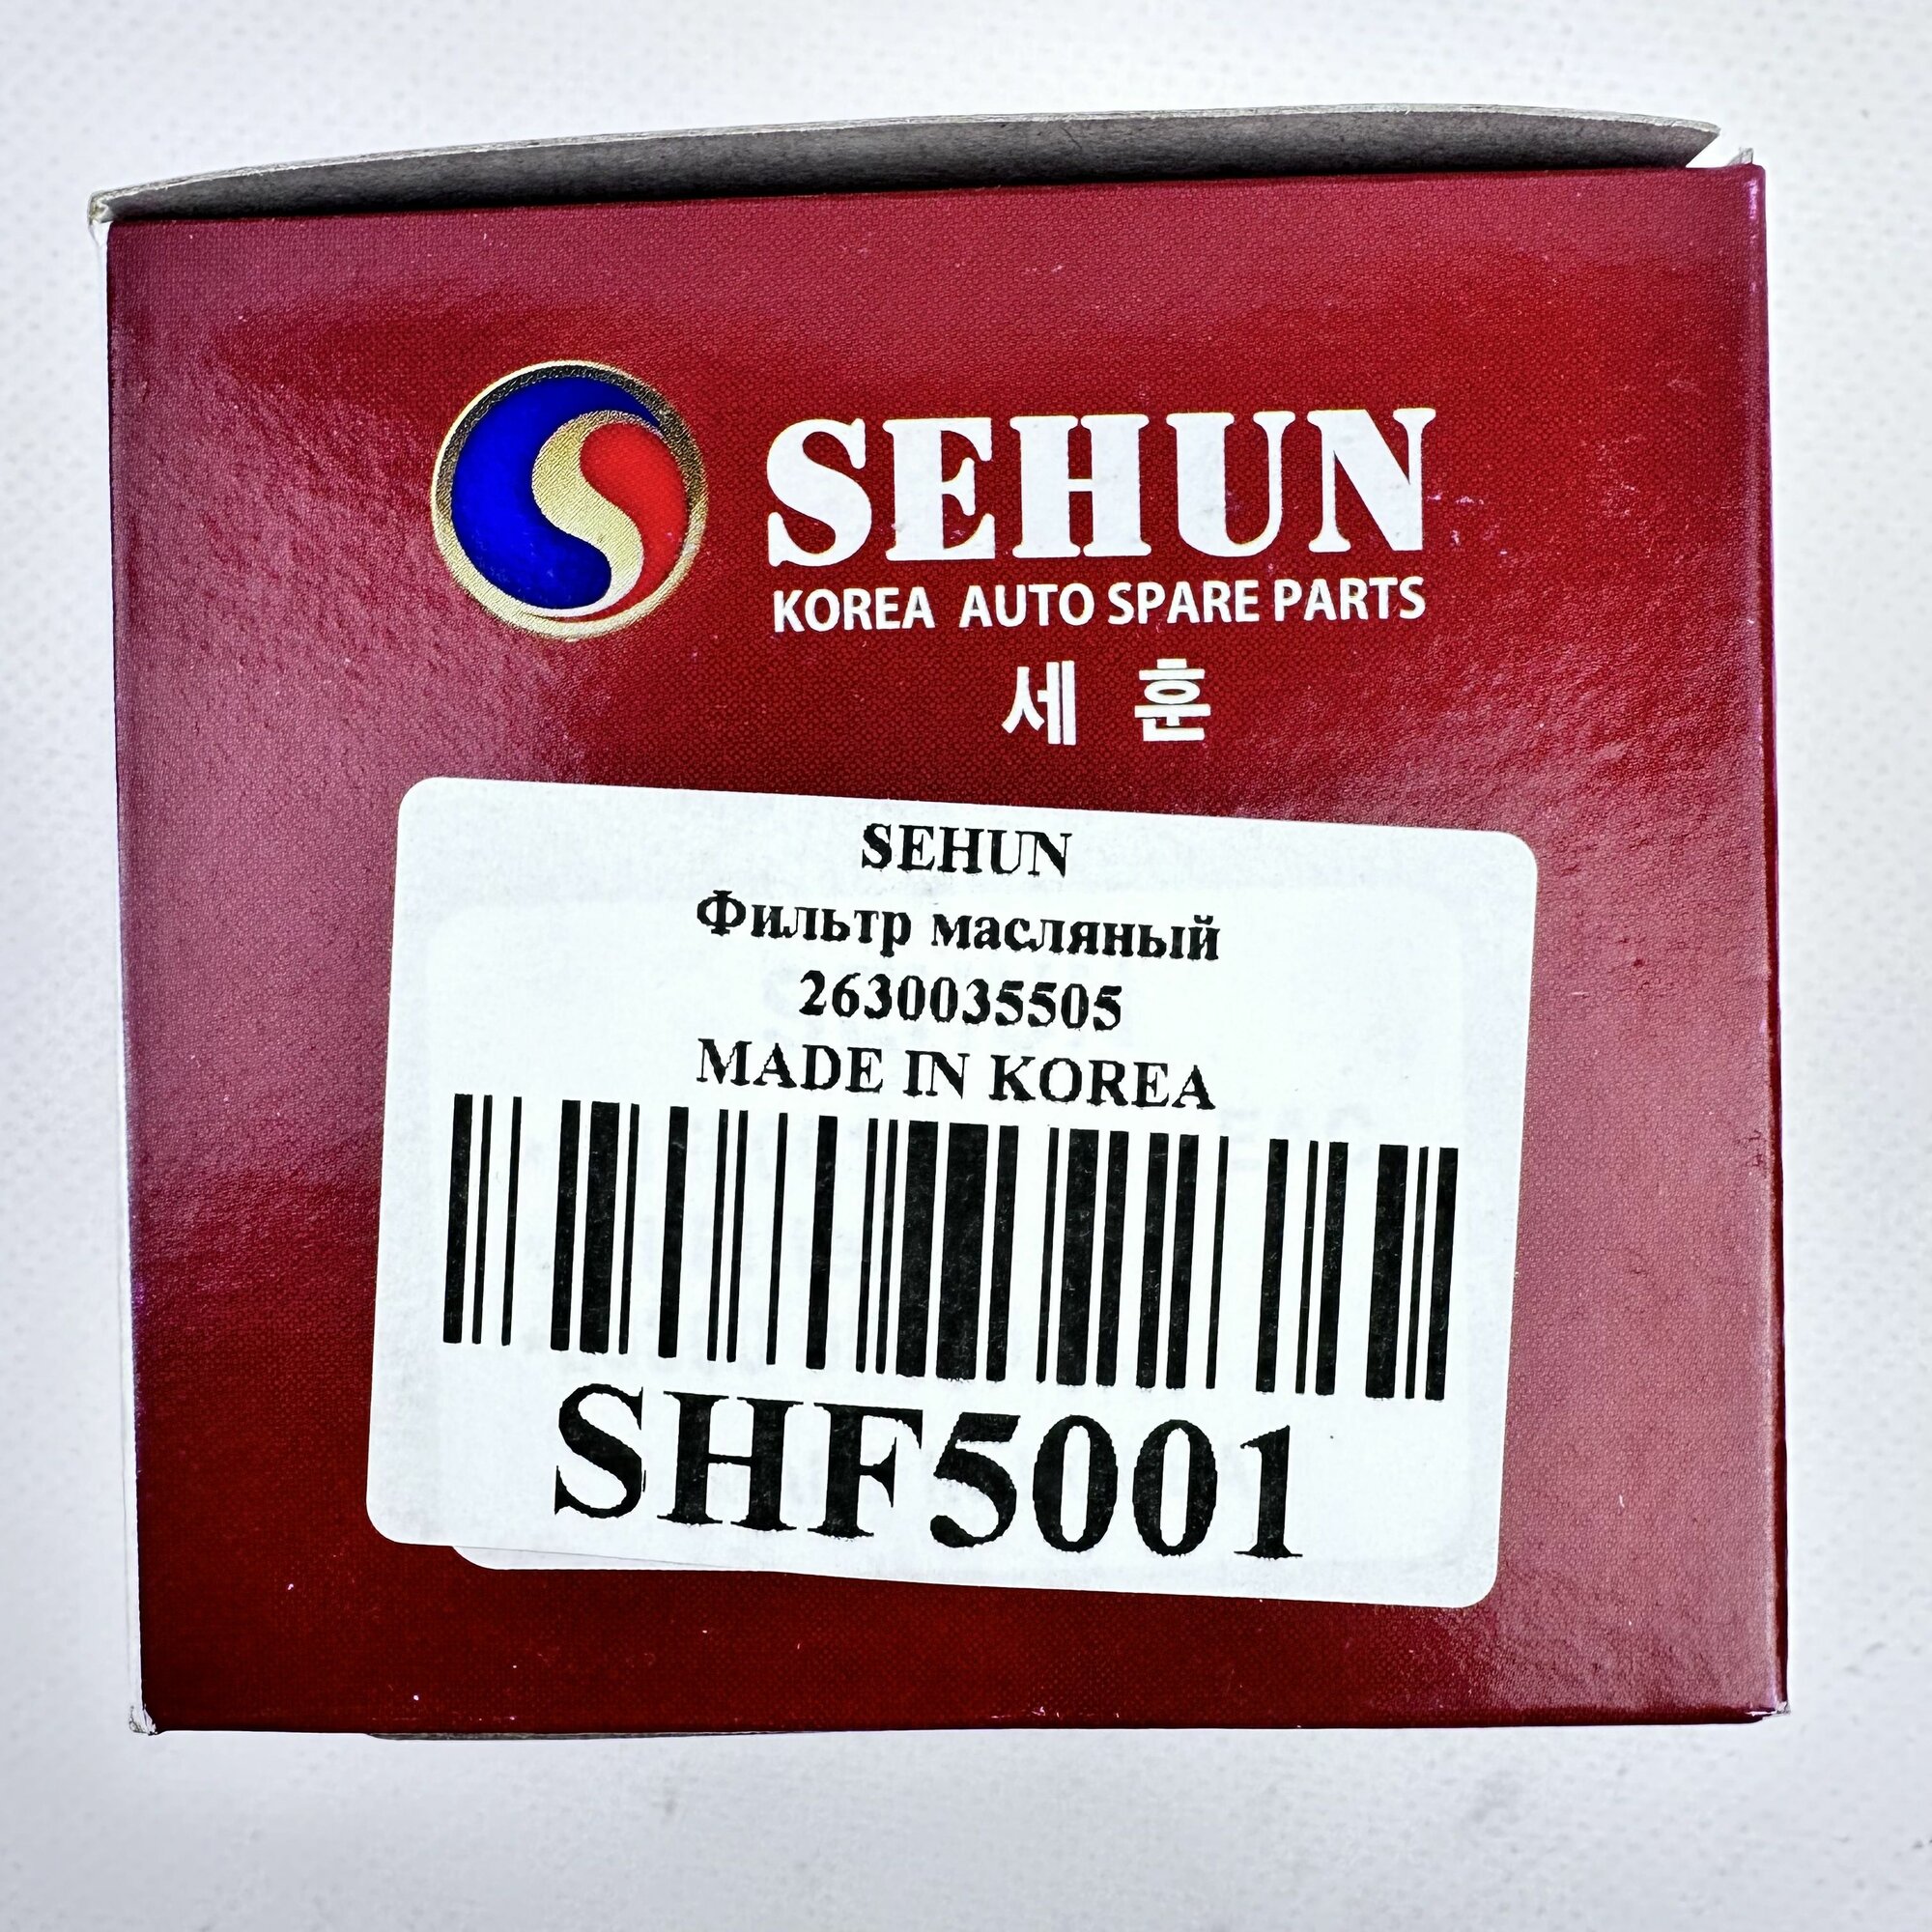 SEHUN
KOREA AUTO SPARE PARTS
세 훈
SEHUN
Фильтр масляный
2630035505
MADE IN KOREA
SHF5001